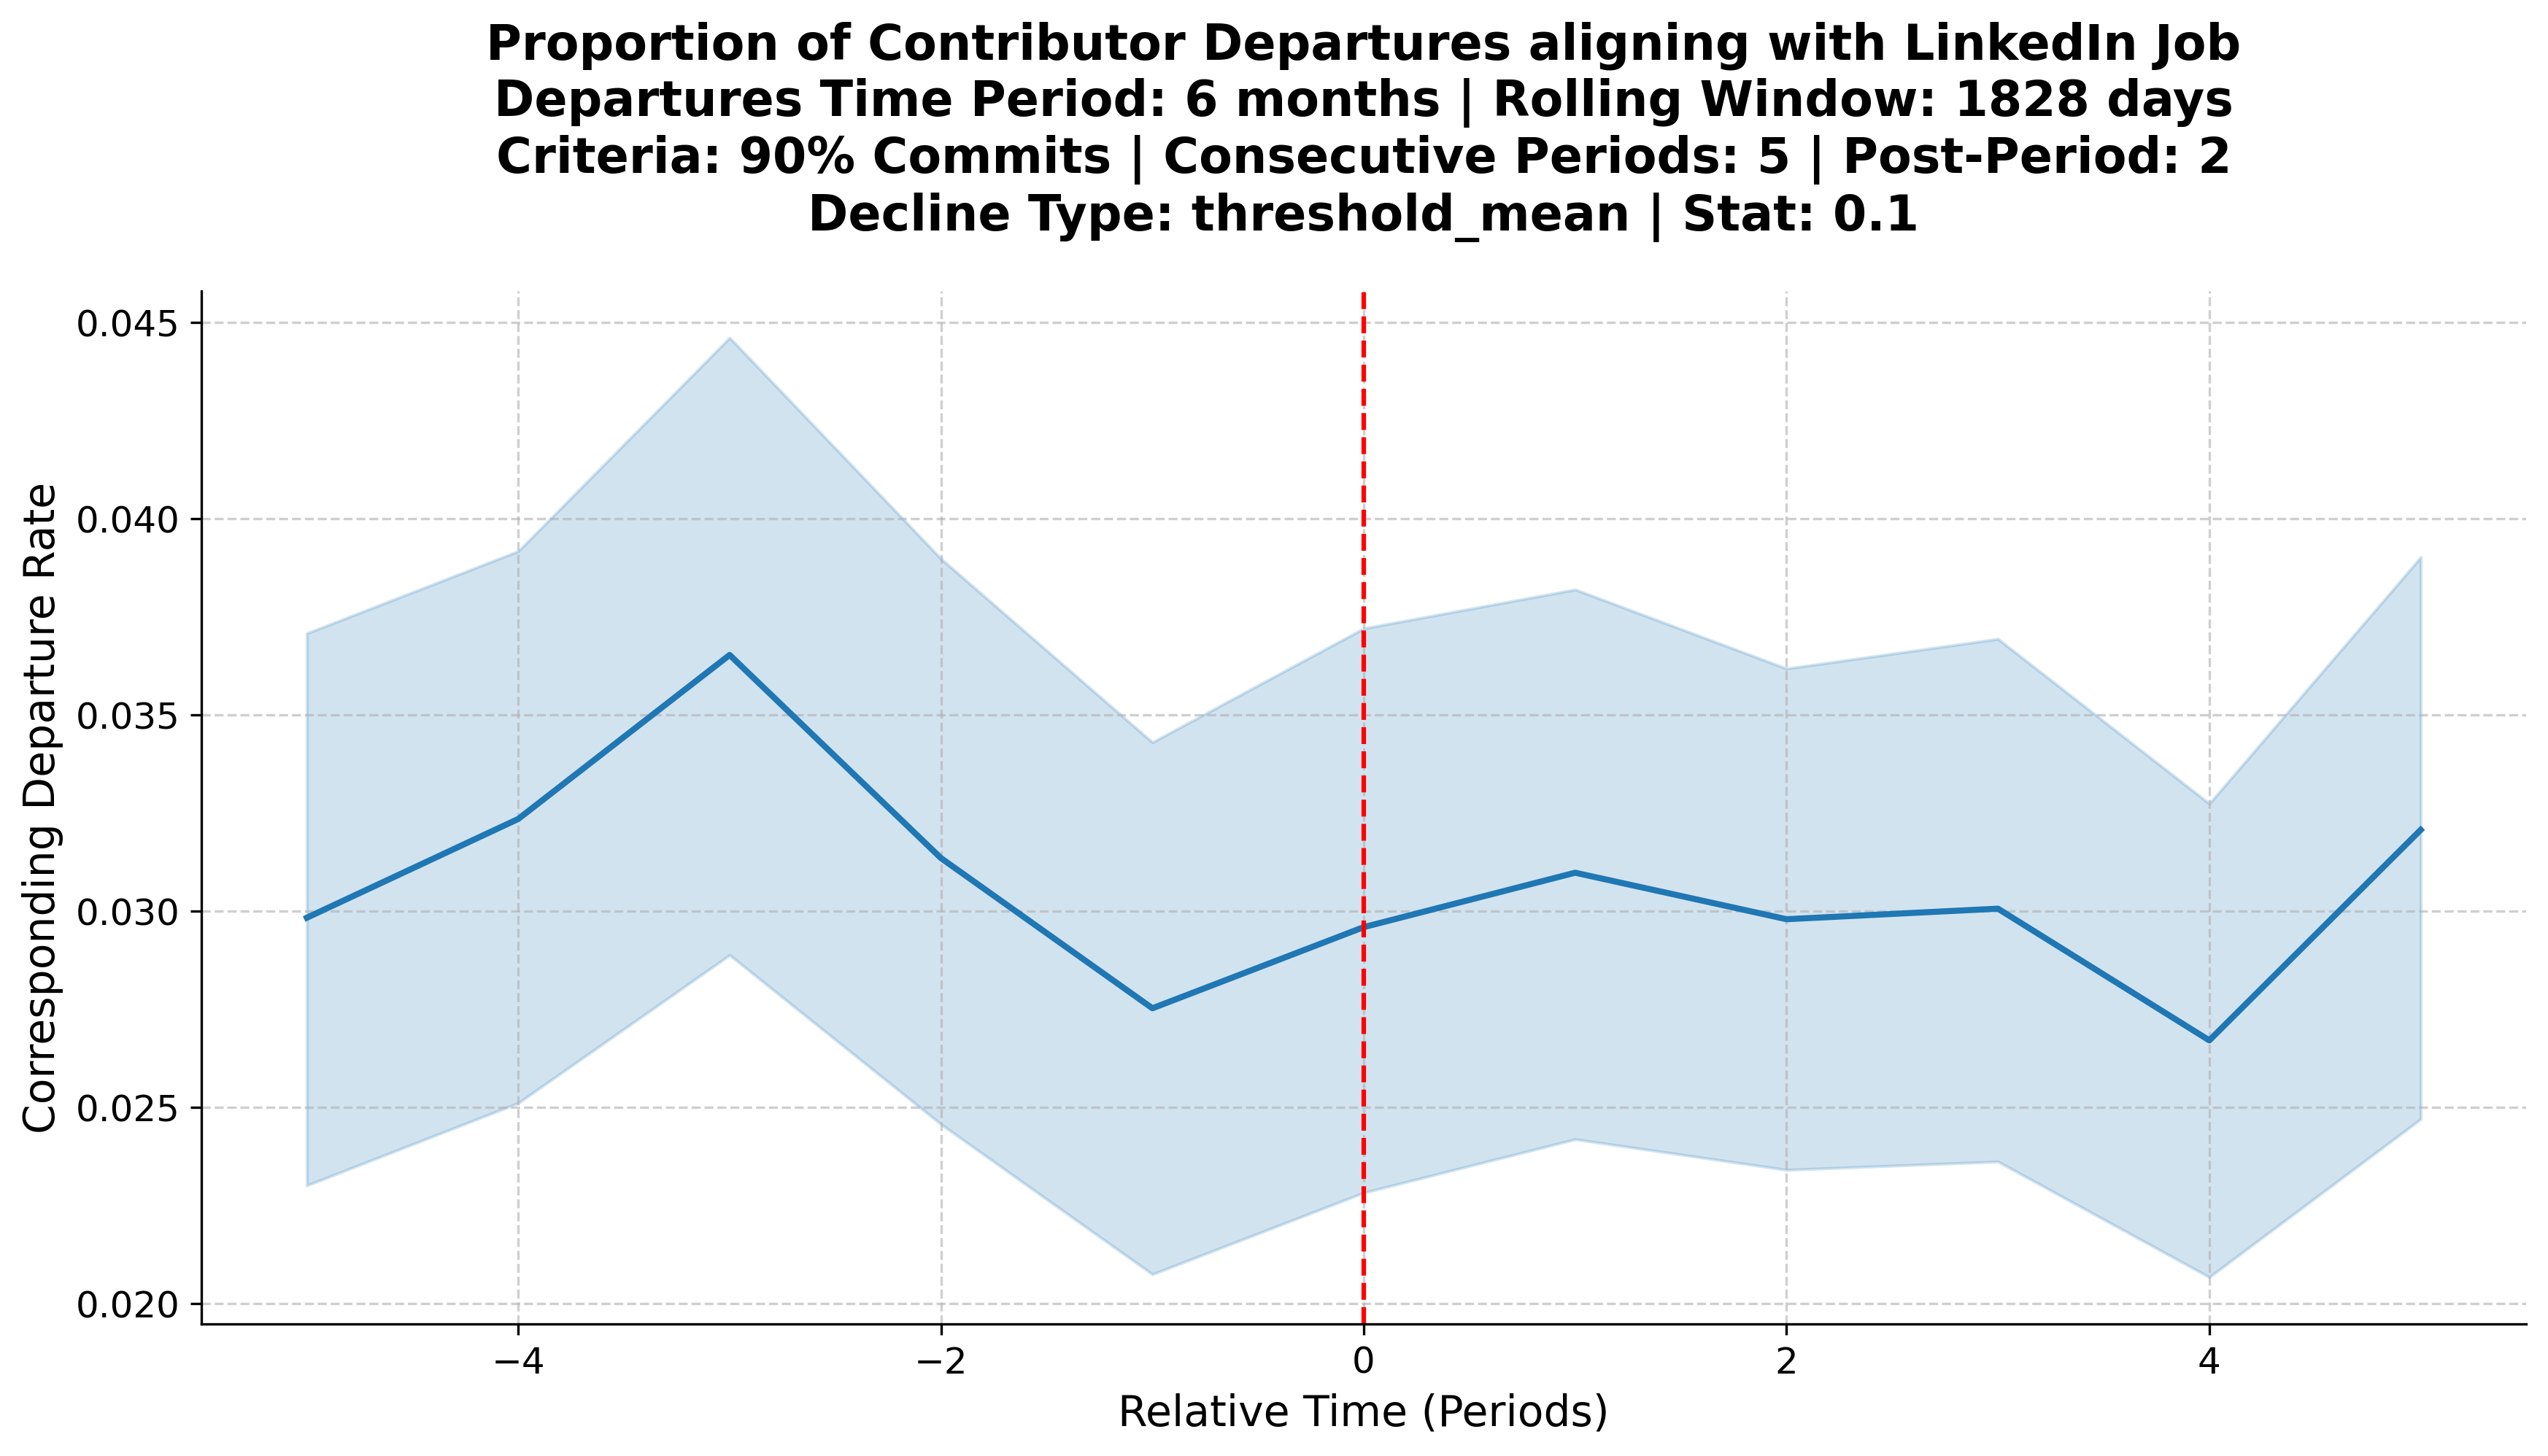 Proportion of Contributor Departures aligning with LinkedIn Job
Departures Time Period: 6 months | Rolling Window: 1828 days
Criteria: 90% Commits | Consecutive Periods: 5 | Post-Period: 2
Decline Type: threshold_mean | Stat: 0.1
0.045
0.040
0.035
0.030
0.025
0.020
Corresponding Departure Rate
−4
−2
0
2
4
Relative Time (Periods)